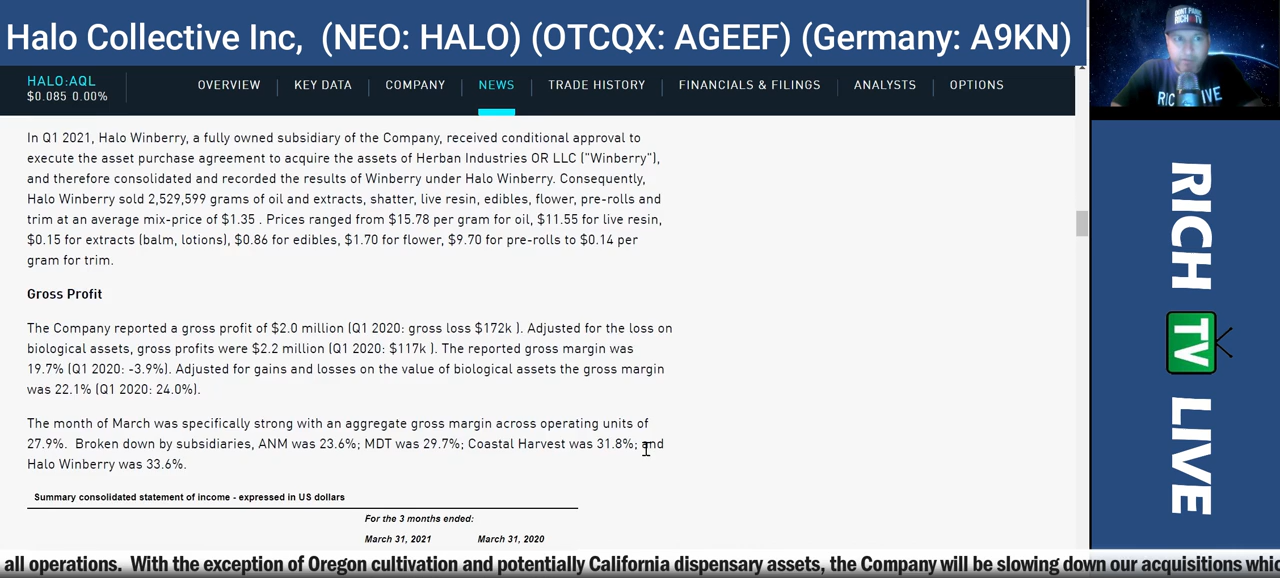 Halo Collective Inc, (NEO: HALO) (OTCQX: AGEEF) (Germany: A9KN)
DON'T PANIC
RICH TV
RIC IVE
HALO:AQL
$0.085 0.00%
OVERVIEW
KEY DATA
COMPANY
NEWS
TRADE HISTORY
FINANCIALS & FILINGS
ANALYSTS
OPTIONS
In Q1 2021, Halo Winberry, a fully owned subsidiary of the Company, received conditional approval to
execute the asset purchase agreement to acquire the assets of Herban Industries OR LLC ("Winberry"),
and therefore consolidated and recorded the results of Winberry under Halo Winberry. Consequently,
Halo Winberry sold 2,529,599 grams of oil and extracts, shatter, live resin, edibles, flower, pre-rolls and
trim at an average mix-price of $1.35 . Prices ranged from $15.78 per gram for oil, $11.55 for live resin,
$0.15 for extracts (balm, lotions), $0.86 for edibles, $1.70 for flower, $9.70 for pre-rolls to $0.14 per
gram for trim.
Gross Profit
The Company reported a gross profit of $2.0 million (Q1 2020: gross loss $172k ). Adjusted for the loss on
biological assets, gross profits were $2.2 million (Q1 2020: $117k ). The reported gross margin was
19.7% (Q1 2020: -3.9%). Adjusted for gains and losses on the value of biological assets the gross margin
was 22.1% (Q1 2020: 24.0%).
The month of March was specifically strong with an aggregate gross margin across operating units of
27.9%. Broken down by subsidiaries, ANM was 23.6%; MDT was 29.7%; Coastal Harvest was 31.8%; and
Halo Winberry was 33.6%.
Summary consolidated statement of income - expressed in US dollars
For the 3 months ended:
March 31, 2021 March 31, 2020
RICH TV LIVE
all operations. With the exception of Oregon cultivation and potentially California dispensary assets, the Company will be slowing down our acquisitions whic